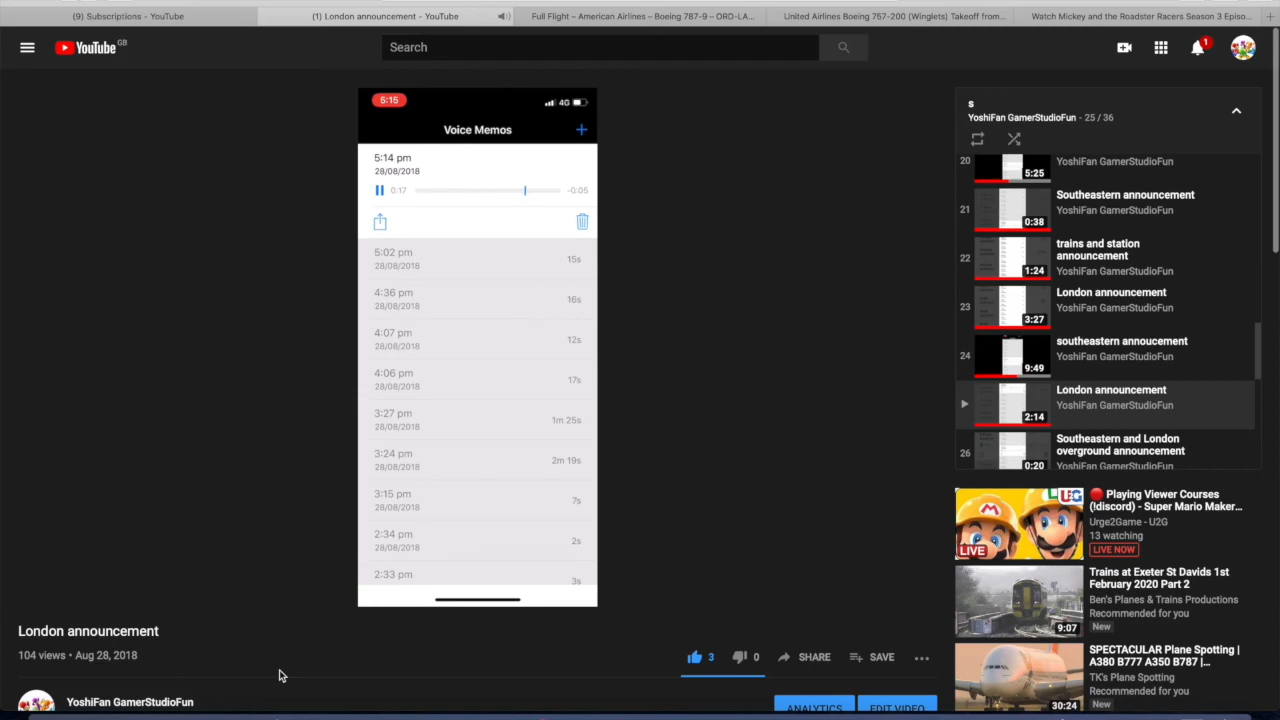 (9) Subscriptions - YouTube
(1) London announcement - YouTube
Full Flight – American Airlines – Boeing 787-9 – ORD-LA...
United Airlines Boeing 757-200 (Winglets) Takeoff from...
Watch Mickey and the Roadster Racers Season 3 Episo...
YouTube GB
Search
1
5:15
4G
Voice Memos
5:14 pm
28/08/2018
0:17
-0:05
5:02 pm
28/08/2018
15s
4:36 pm
28/08/2018
16s
4:07 pm
28/08/2018
12s
4:06 pm
28/08/2018
17s
3:27 pm
28/08/2018
1m 25s
3:24 pm
28/08/2018
2m 19s
3:15 pm
28/08/2018
7s
2:34 pm
28/08/2018
2s
2:33 pm
3s
London announcement
104 views • Aug 28, 2018
3
0
SHARE
SAVE
YoshiFan GamerStudioFun
ANALYTICS
EDIT VIDEO
s
YoshiFan GamerStudioFun - 25 / 36
20
5:25
YoshiFan GamerStudioFun
21
0:38
Southeastern announcement
YoshiFan GamerStudioFun
22
1:24
trains and station
announcement
YoshiFan GamerStudioFun
23
3:27
London announcement
YoshiFan GamerStudioFun
24
9:49
southeastern annoucement
YoshiFan GamerStudioFun
2:14
London announcement
YoshiFan GamerStudioFun
26
0:20
Southeastern and London
overground announcement
YoshiFan GamerStudioFun
LIVE
U2G
Playing Viewer Courses
(!discord) - Super Mario Maker...
Urge2Game - U2G
13 watching
LIVE NOW
9:07
Trains at Exeter St Davids 1st
February 2020 Part 2
Ben's Planes & Trains Productions
Recommended for you
New
30:24
SPECTACULAR Plane Spotting |
A380 B777 A350 B787 |...
TK's Plane Spotting
Recommended for you
New